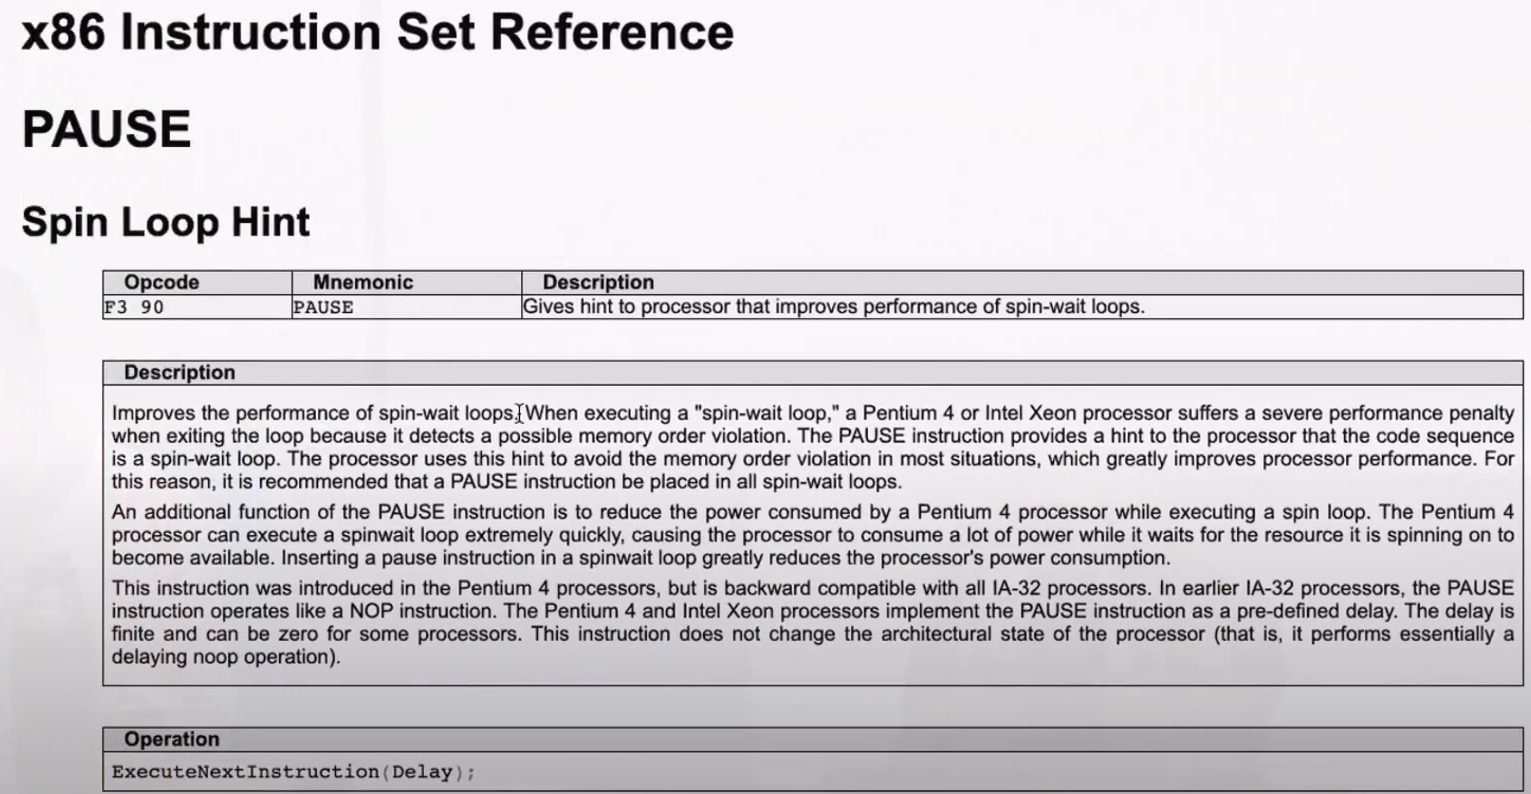 x86 Instruction Set Reference
PAUSE
Spin Loop Hint
Opcode Mnemonic Description
F3 90 PAUSE Gives hint to processor that improves performance of spin-wait loops.
Description
Improves the performance of spin-wait loops. When executing a "spin-wait loop," a Pentium 4 or Intel Xeon processor suffers a severe performance penalty
when exiting the loop because it detects a possible memory order violation. The PAUSE instruction provides a hint to the processor that the code sequence
is a spin-wait loop. The processor uses this hint to avoid the memory order violation in most situations, which greatly improves processor performance. For
this reason, it is recommended that a PAUSE instruction be placed in all spin-wait loops.
An additional function of the PAUSE instruction is to reduce the power consumed by a Pentium 4 processor while executing a spin loop. The Pentium 4
processor can execute a spinwait loop extremely quickly, causing the processor to consume a lot of power while it waits for the resource it is spinning on to
become available. Inserting a pause instruction in a spinwait loop greatly reduces the processor's power consumption.
This instruction was introduced in the Pentium 4 processors, but is backward compatible with all IA-32 processors. In earlier IA-32 processors, the PAUSE
instruction operates like a NOP instruction. The Pentium 4 and Intel Xeon processors implement the PAUSE instruction as a pre-defined delay. The delay is
finite and can be zero for some processors. This instruction does not change the architectural state of the processor (that is, it performs essentially a
delaying noop operation).
Operation
ExecuteNextInstruction(Delay);